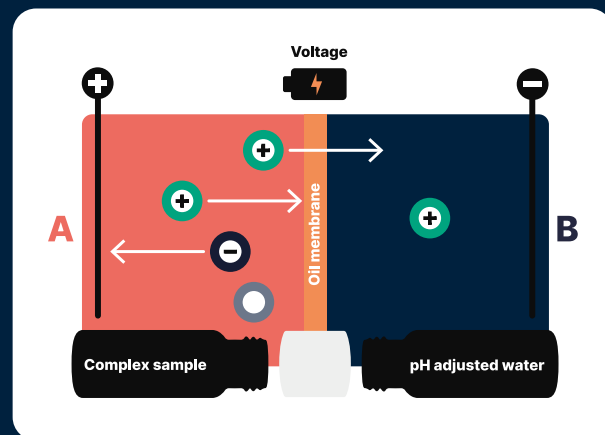 Voltage
A
Oil membrane
B
Complex sample
pH adjusted water